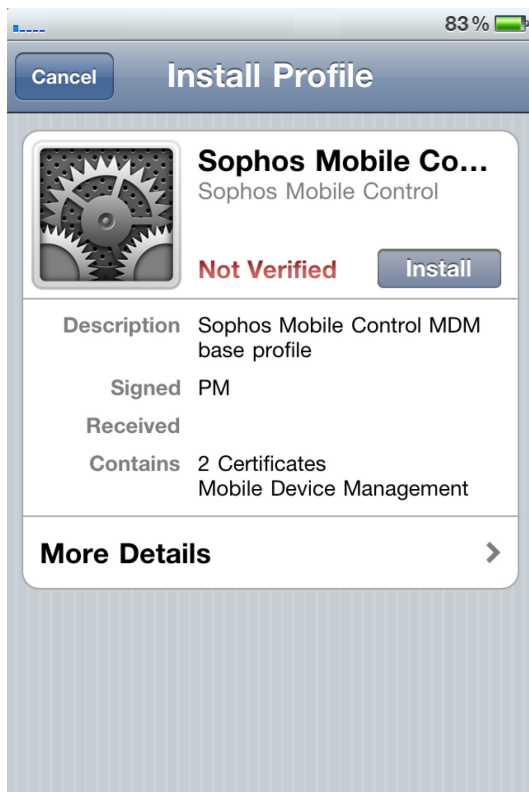 83%
Cancel
Install Profile
Sophos Mobile Co...
Sophos Mobile Control
Not Verified
Install
Description Sophos Mobile Control MDM
base profile
Signed PM
Received
Contains 2 Certificates
Mobile Device Management
More Details